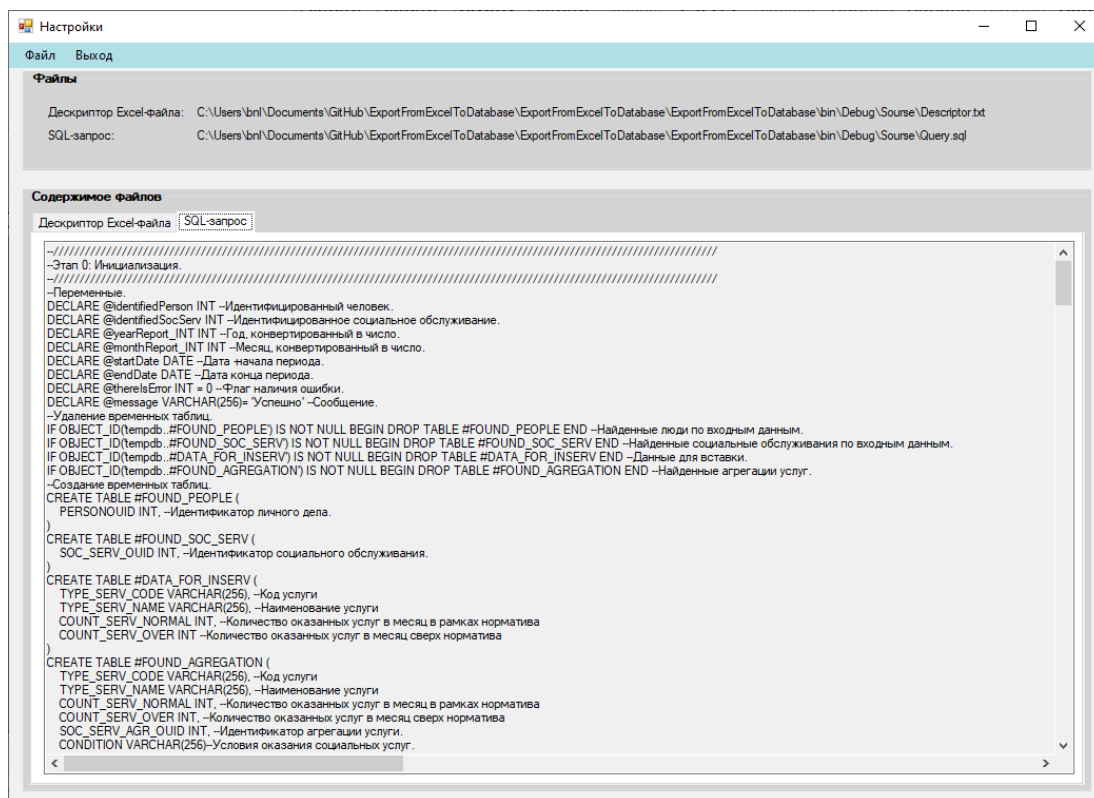 Настройки
Файл Выход
Файлы
Дескриптор Excel-файла: C:\Users\bnl\Documents\GitHub\ExportFromExcelToDatabase\ExportFromExcelToDatabase\ExportFromExcelToDatabase\bin\Debug\Sourse\Descriptor.txt
SQL-запрос: C:\Users\bnl\Documents\GitHub\ExportFromExcelToDatabase\ExportFromExcelToDatabase\ExportFromExcelToDatabase\bin\Debug\Sourse\Query.sql
Содержимое файлов
Дескриптор Excel-файла SQL-запрос
--///////////////////////////////////////////////////////////////////////////////////////////////////////////////////////////////
--Этап 0: Инициализация.
--///////////////////////////////////////////////////////////////////////////////////////////////////////////////////////////////
--Переменные.
DECLARE @identifiedPerson INT --Идентифицированный человек.
DECLARE @identifiedSocServ INT --Идентифицированное социальное обслуживание.
DECLARE @yearReport_INT INT --Год, конвертированный в число.
DECLARE @monthReport_INT INT --Месяц, конвертированный в число.
DECLARE @startDate DATE --Дата -начала периода.
DECLARE @endDate DATE --Дата конца периода.
DECLARE @thereIsError INT = 0 --Флаг наличия ошибки.
DECLARE @message VARCHAR(256)= 'Успешно' --Сообщение.
--Удаление временных таблиц.
IF OBJECT_ID('tempdb..#FOUND_PEOPLE') IS NOT NULL BEGIN DROP TABLE #FOUND_PEOPLE END --Найденные люди по входным данным.
IF OBJECT_ID('tempdb..#FOUND_SOC_SERV') IS NOT NULL BEGIN DROP TABLE #FOUND_SOC_SERV END --Найденные социальные обслуживания по входным данным.
IF OBJECT_ID('tempdb..#DATA_FOR_INSERV') IS NOT NULL BEGIN DROP TABLE #DATA_FOR_INSERV END --Данные для вставки.
IF OBJECT_ID('tempdb..#FOUND_AGREGATION') IS NOT NULL BEGIN DROP TABLE #FOUND_AGREGATION END --Найденные агрегации услуг.
--Создание временных таблиц.
CREATE TABLE #FOUND_PEOPLE (
PERSONOUID INT, --Идентификатор личного дела.
)
CREATE TABLE #FOUND_SOC_SERV (
SOC_SERV_OUID INT, --Идентификатор социального обслуживания.
)
CREATE TABLE #DATA_FOR_INSERV (
TYPE_SERV_CODE VARCHAR(256), --Код услуги
TYPE_SERV_NAME VARCHAR(256), --Наименование услуги
COUNT_SERV_NORMAL INT, --Количество оказанных услуг в месяц в рамках норматива
COUNT_SERV_OVER INT --Количество оказанных услуг в месяц сверх норматива
)
CREATE TABLE #FOUND_AGREGATION (
TYPE_SERV_CODE VARCHAR(256), --Код услуги
TYPE_SERV_NAME VARCHAR(256), --Наименование услуги
COUNT_SERV_NORMAL INT, --Количество оказанных услуг в месяц в рамках норматива
COUNT_SERV_OVER INT, --Количество оказанных услуг в месяц сверх норматива
SOC_SERV_AGR_OUID INT, --Идентификатор агрегации услуги.
CONDITION VARCHAR(256)--Условия оказания социальных услуг.